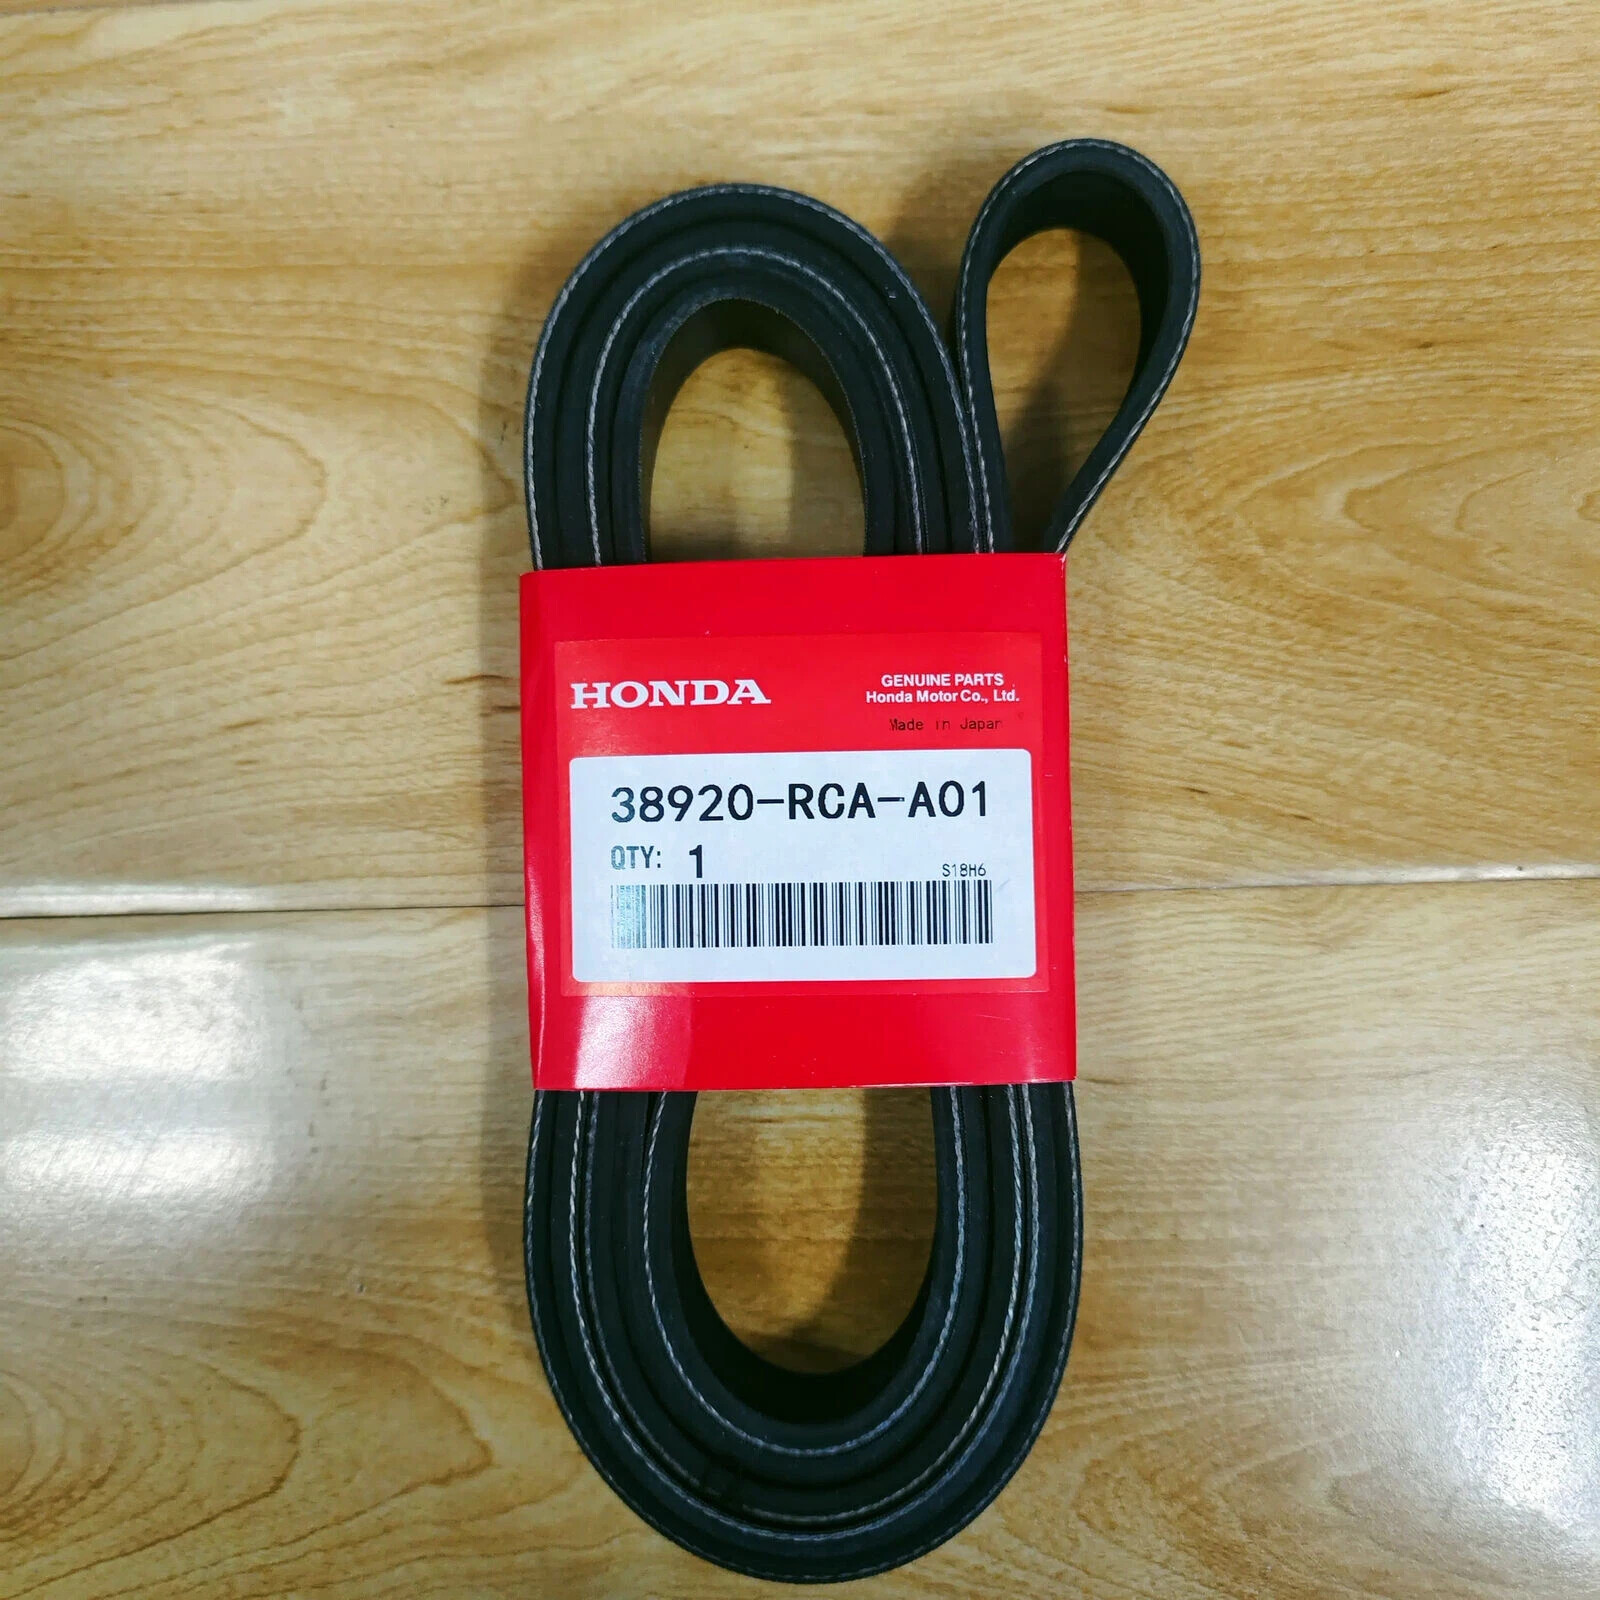 HONDA
GENUINE PARTS
Honda Motor Co., Ltd.
Made in Japan
38920-RCA-A01
QTY: 1
S18H6